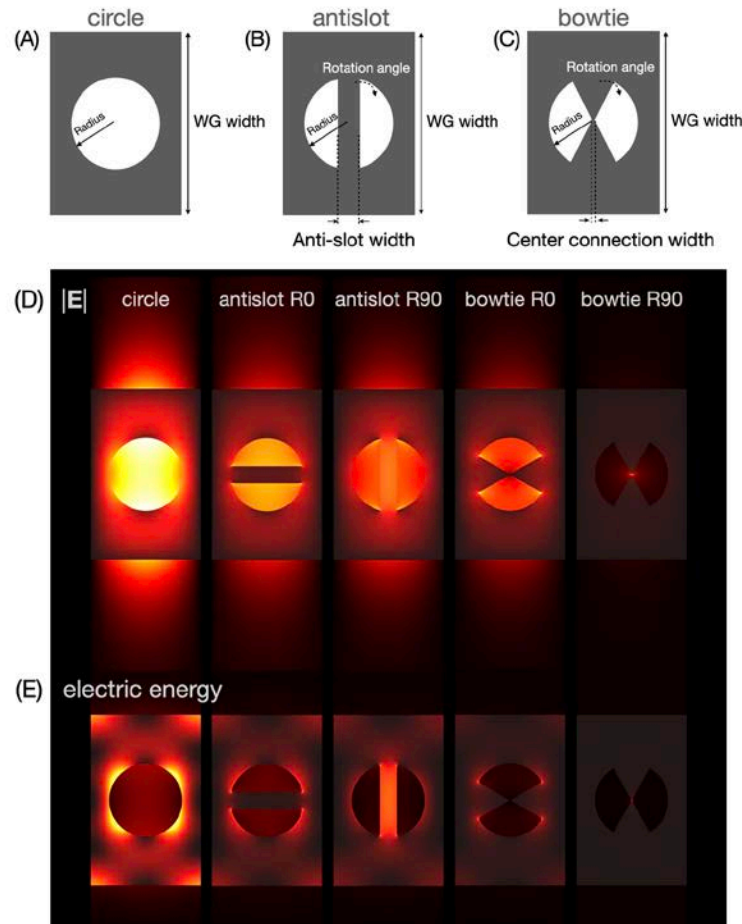 circle antislot bowtie
(A) (B) (C)
Rotation angle Rotation angle
Radius WG width Radius WG width Radius WG width
Anti-slot width Center connection width
(D) |E| circle antislot R0 antislot R90 bowtie R0 bowtie R90
(E) electric energy